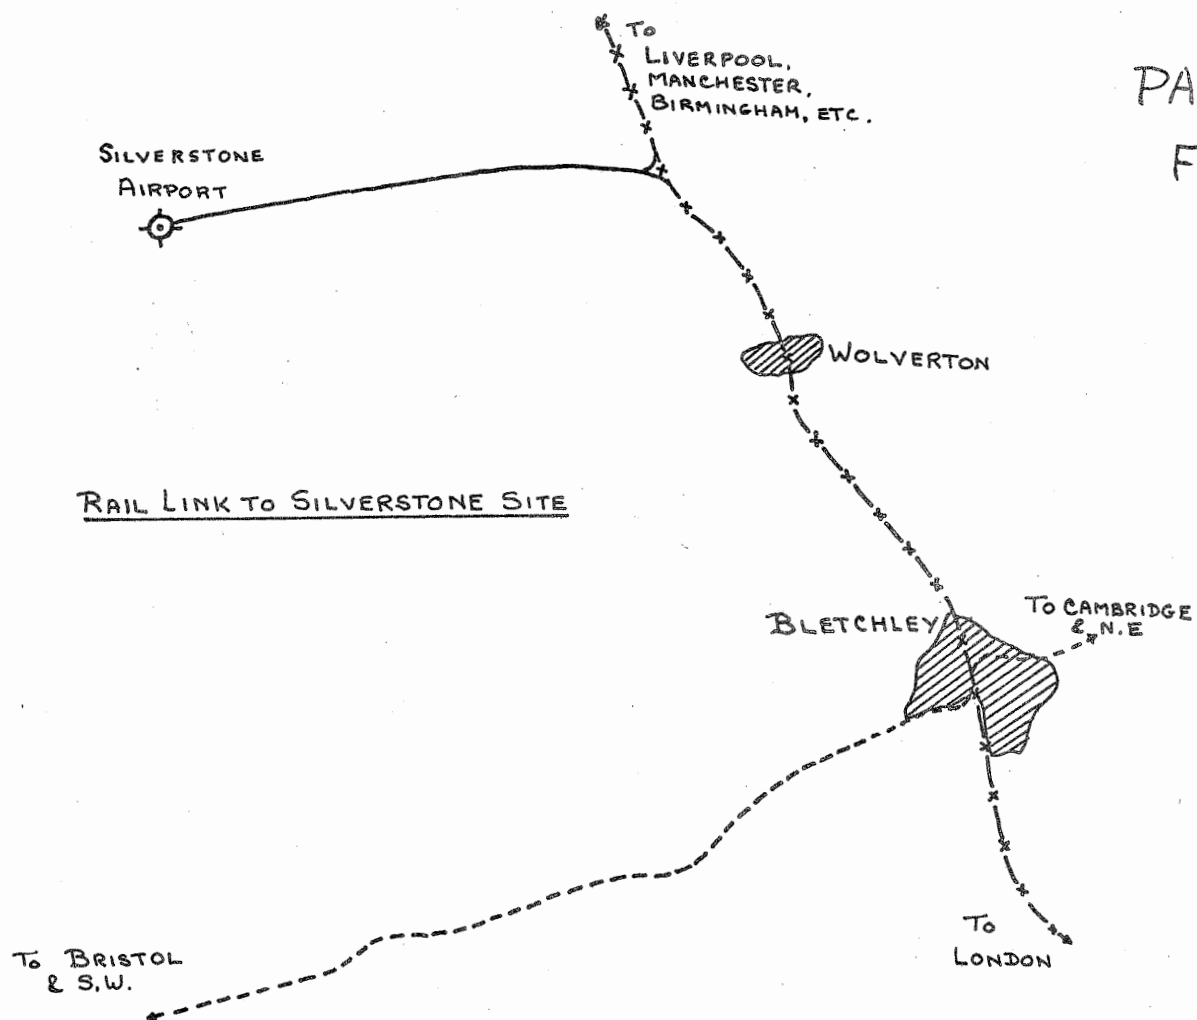 To
LIVERPOOL,
MANCHESTER,
BIRMINGHAM, ETC.
PA
F
SILVERSTONE
AIRPORT
WOLVERTON
RAIL LINK TO SILVERSTONE SITE
BLETCHLEY
TO CAMBRIDGE
& N.E
To
LONDON
To BRISTOL
& S.W.